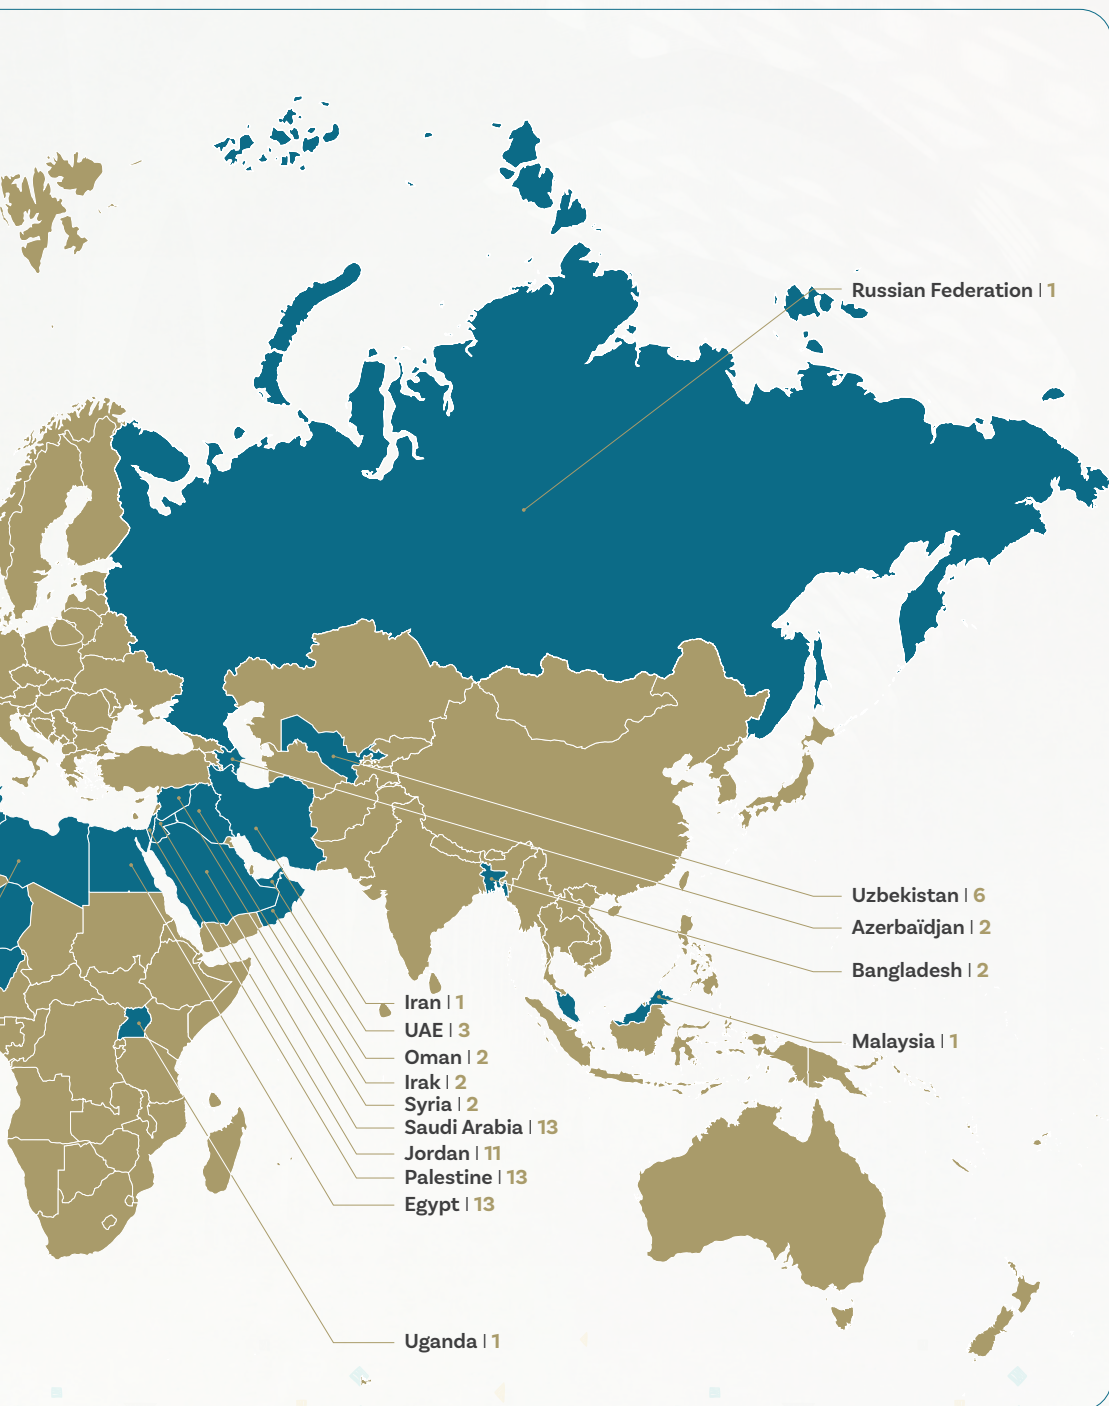 Russian Federation | 1
Uzbekistan | 6
Azerbaïdjan | 2
Bangladesh | 2
Malaysia | 1
Iran | 1
UAE | 3
Oman | 2
Irak | 2
Syria | 2
Saudi Arabia | 13
Jordan | 11
Palestine | 13
Egypt | 13
Uganda | 1